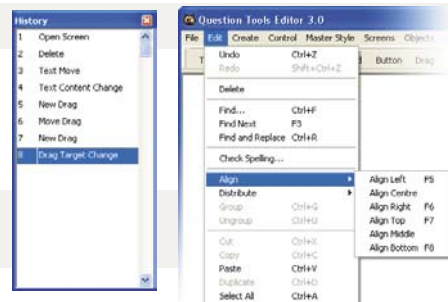 History
1 Open Screen
2 Delete
3 Text Move
4 Text Content Change
5 New Drag
6 Move Drag
7 New Drag
8 Drag Target Change
Question Tools Editor 3.0
File Edit Create Control Master Style Screens Objects
T Button Drag
Undo Ctrl+Z
Redo Shift+Ctrl+Z
Delete
Find... Ctrl+F
Find Next F3
Find and Replace Ctrl+R
Check Spelling...
Align
Distribute
Group Ctrl+G
Ungroup Ctrl+U
Cut Ctrl+X
Copy Ctrl+C
Paste Ctrl+V
Duplicate Ctrl+D
Select All Ctrl+A
Align Left F5
Align Centre
Align Right F6
Align Top F7
Align Middle
Align Bottom F8